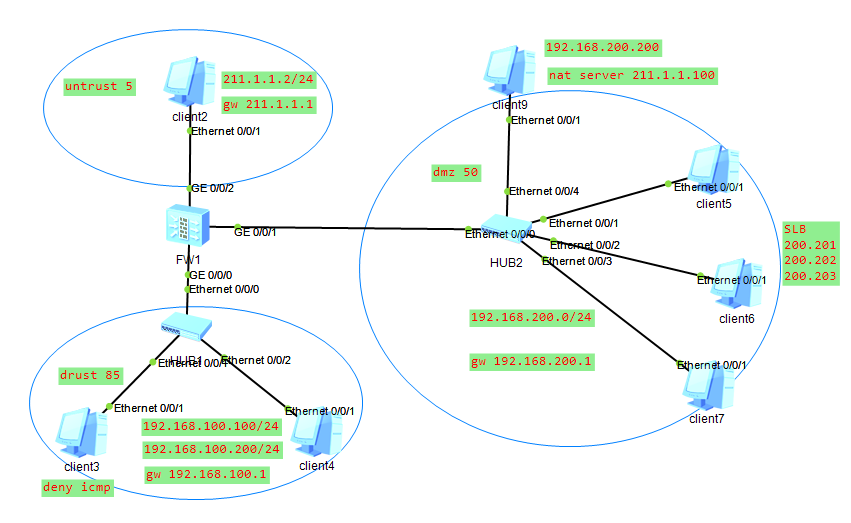 untrust 5
211.1.1.2/24
gw 211.1.1.1
client2
Ethernet 0/0/1
GE 0/0/2
FW1
GE 0/0/1
GE 0/0/0
Ethernet 0/0/0
HUB1
Ethernet 0/0/1
Ethernet 0/0/2
drust 85
Ethernet 0/0/1
Ethernet 0/0/1
192.168.100.100/24
192.168.100.200/24
gw 192.168.100.1
client3
client4
deny icmp
192.168.200.200
nat server 211.1.1.100
client9
Ethernet 0/0/1
dmz 50
Ethernet 0/0/4
Ethernet 0/0/1
Ethernet 0/0/0
Ethernet 0/0/2
Ethernet 0/0/3
HUB2
Ethernet 0/0/1
client5
SLB
200.201
200.202
200.203
Ethernet 0/0/1
client6
192.168.200.0/24
gw 192.168.200.1
Ethernet 0/0/1
client7